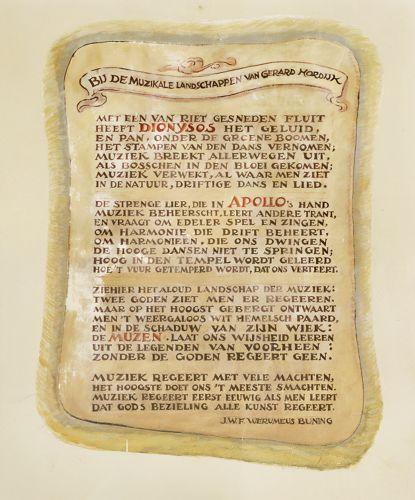 BIJ DE MUZIKALE LANDSCHAPPEN VAN GERARD HORDIJK
MET EEN VAN RIET GESNEDEN FLUIT
HEEFT DIONYSOS HET GELUID,
EN PAN, ONDER DE GROENE BOOMEN,
HET STAMPEN VAN DEN DANS VERNOMEN;
MUZIEK BREEKT ALLERWEGEN UIT,
ALS BOSSCHEN IN DEN BLOEI GEKOMEN;
MUZIEK VERWEKT, AL WAAR MEN ZIET
IN DE NATUUR, DRIFTIGE DANS EN LIED.
DE STRENGE LIER, DIE IN APOLLO'S HAND
MUZIEK BEHEERSCHT, LEERT ANDERE TRANT,
EN VRAAGT OM EDELER SPEL EN ZINGEN,
OM HARMONIE DIE DRIFT BEHEERT,
OM HARMONIEEN, DIE ONS DWINGEN
DE HOOGE DANSEN NIET TE SPRINGEN;
HOOG IN DEN TEMPEL WORDT GELEERD
HOE 'T VUUR GETEMPERD WORDT, DAT ONS VERTEERT.
ZIEHIER HET ALOUD LANDSCHAP DER MUZIEK:
TWEE GODEN ZIET MEN ER REGEEREN.
MAAR OP HET HOOGST GEBERGT ONTWAART
MEN 'T WEERGALOOS WIT HEMELSCH PAARD,
EN IN DE SCHADUW VAN ZIJN WIEK:
DE MUZEN. LAAT ONS WIJSHEID LEEREN
UIT DE LEGENDEN VAN VOORHEEN:
ZONDER DE GODEN REGEERT GEEN.
MUZIEK REGEERT MET VELE MACHTEN,
HET HOOGSTE DOET ONS 'T MEESTE SMACHTEN.
MUZIEK REGEERT EERST EEUWIG ALS MEN LEERT
DAT GODS BEZIELING ALLE KUNST REGEERT.
J.W.F. WERUMEUS BUNING